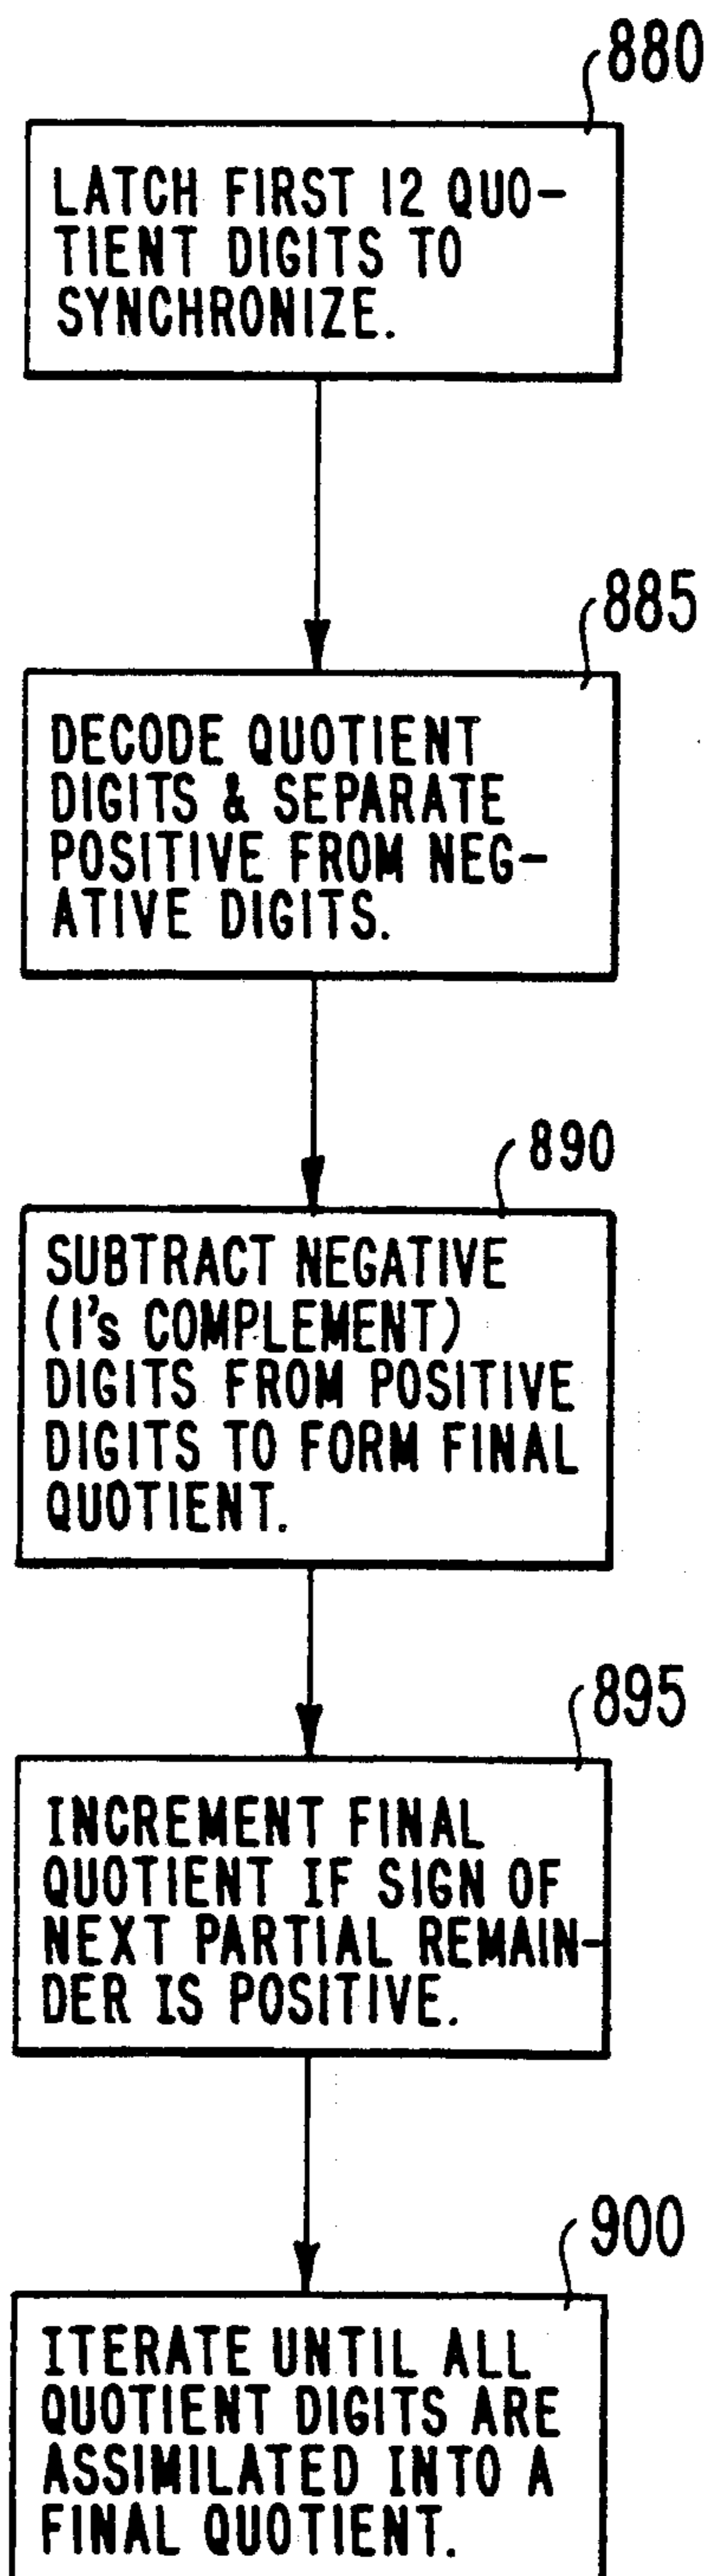 880
LATCH FIRST 12 QUO-
TIENT DIGITS TO
SYNCHRONIZE.
885
DECODE QUOTIENT
DIGITS & SEPARATE
POSITIVE FROM NEG-
ATIVE DIGITS.
890
SUBTRACT NEGATIVE
(1's COMPLEMENT)
DIGITS FROM POSITIVE
DIGITS TO FORM FINAL
QUOTIENT.
895
INCREMENT FINAL
QUOTIENT IF SIGN OF
NEXT PARTIAL REMAIN-
DER IS POSITIVE.
900
ITERATE UNTIL ALL
QUOTIENT DIGITS ARE
ASSIMILATED INTO A
FINAL QUOTIENT.